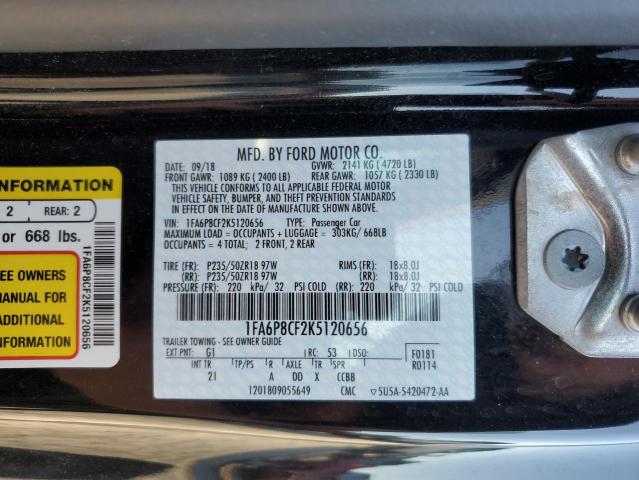 INFORMATION
2 REAR: 2
or 668 lbs.
SEE OWNERS
MANUAL FOR
ADDITIONAL
INFORMATION
1FA6P8CF2K5120656
MFD. BY FORD MOTOR CO.
DATE: 09/18 GVWR: 2141 KG ( 4720 LB)
FRONT GAWR: 1089 KG ( 2400 LB) REAR GAWR: 1057 KG ( 2330 LB)
THIS VEHICLE CONFORMS TO ALL APPLICABLE FEDERAL MOTOR
VEHICLE SAFETY, BUMPER, AND THEFT PREVENTION STANDARDS
IN EFFECT ON THE DATE OF MANUFACTURE SHOWN ABOVE.
VIN: 1FA6P8CF2K5120656 TYPE: Passenger Car
MAXIMUM LOAD = OCCUPANTS + LUGGAGE = 303KG/ 668LB
OCCUPANTS = 4 TOTAL; 2 FRONT, 2 REAR
TIRE (FR): P235/50ZR18 97W RIMS (FR): 18x8.0J
(RR): P235/50ZR18 97W (RR): 18x8.0J
PRESSURE (FR): 220 kPa/ 32 PSI COLD (RR): 220 kPa/ 32 PSI COLD
1FA6P8CF2K5120656
TRAILER TOWING - SEE OWNER GUIDE
EXT PNT: G1 RC: 53 DSO: F0181
INT TR TP/PS R AXLE TR SPR R0114
21 A DD X CCBB
1201809055649 CMC 5U5A-5420472-AA